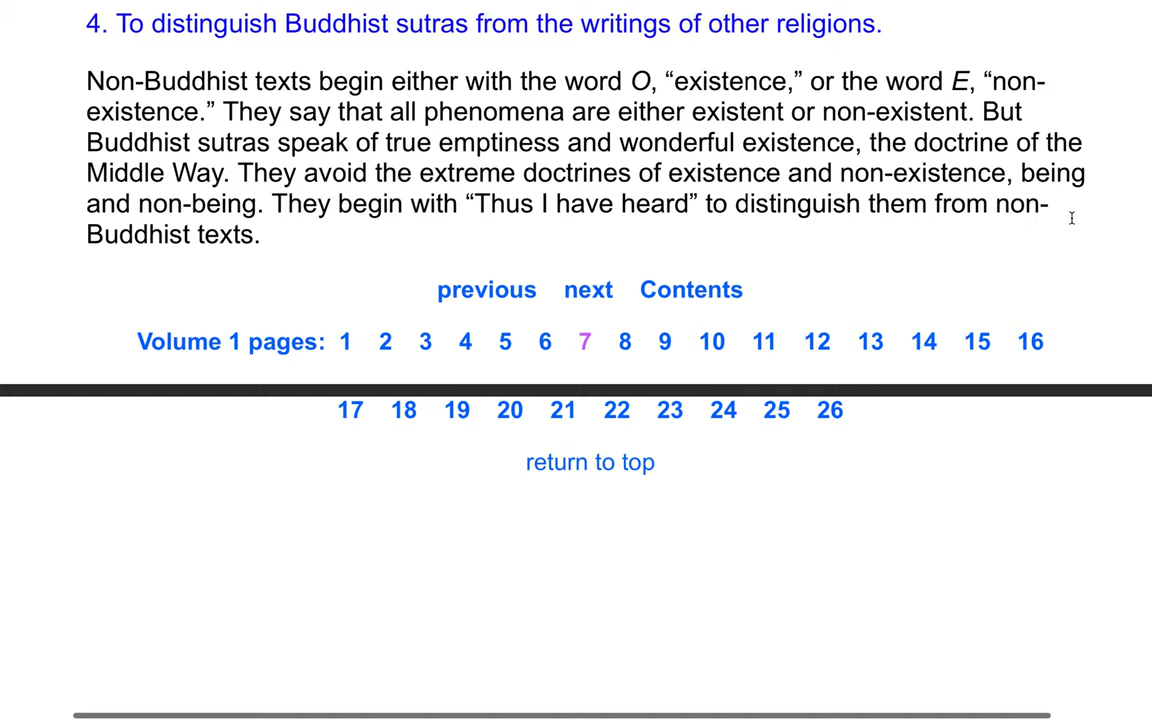 4. To distinguish Buddhist sutras from the writings of other religions.
Non-Buddhist texts begin either with the word O, “existence,” or the word E, “non-
existence.” They say that all phenomena are either existent or non-existent. But
Buddhist sutras speak of true emptiness and wonderful existence, the doctrine of the
Middle Way. They avoid the extreme doctrines of existence and non-existence, being
and non-being. They begin with “Thus I have heard” to distinguish them from non-
Buddhist texts.
previous next Contents
Volume 1 pages: 1 2 3 4 5 6 7 8 9 10 11 12 13 14 15 16
17 18 19 20 21 22 23 24 25 26
return to top